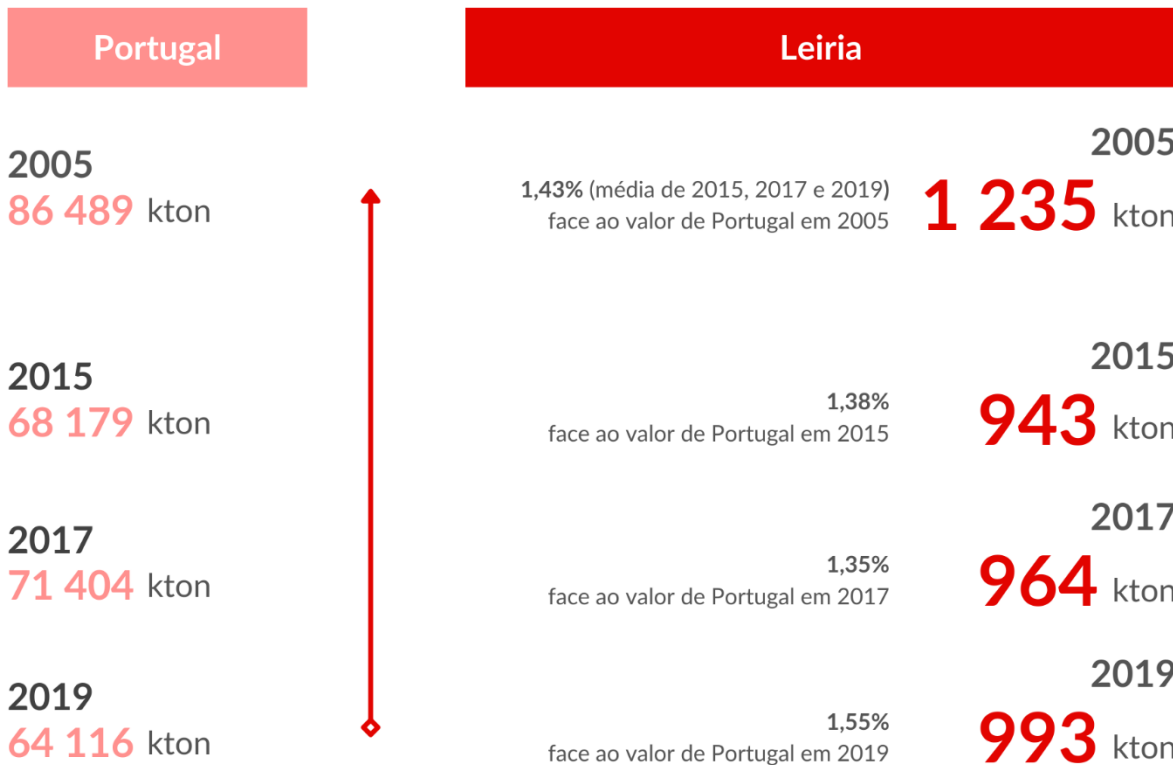 Portugal
Leiria
2005
86 489 kton
2005
1,43% (média de 2015, 2017 e 2019)
face ao valor de Portugal em 2005
1 235 kton
2015
68 179 kton
2015
1,38%
face ao valor de Portugal em 2015
943 kton
2017
71 404 kton
2017
1,35%
face ao valor de Portugal em 2017
964 kton
2019
64 116 kton
2019
1,55%
face ao valor de Portugal em 2019
993 kton